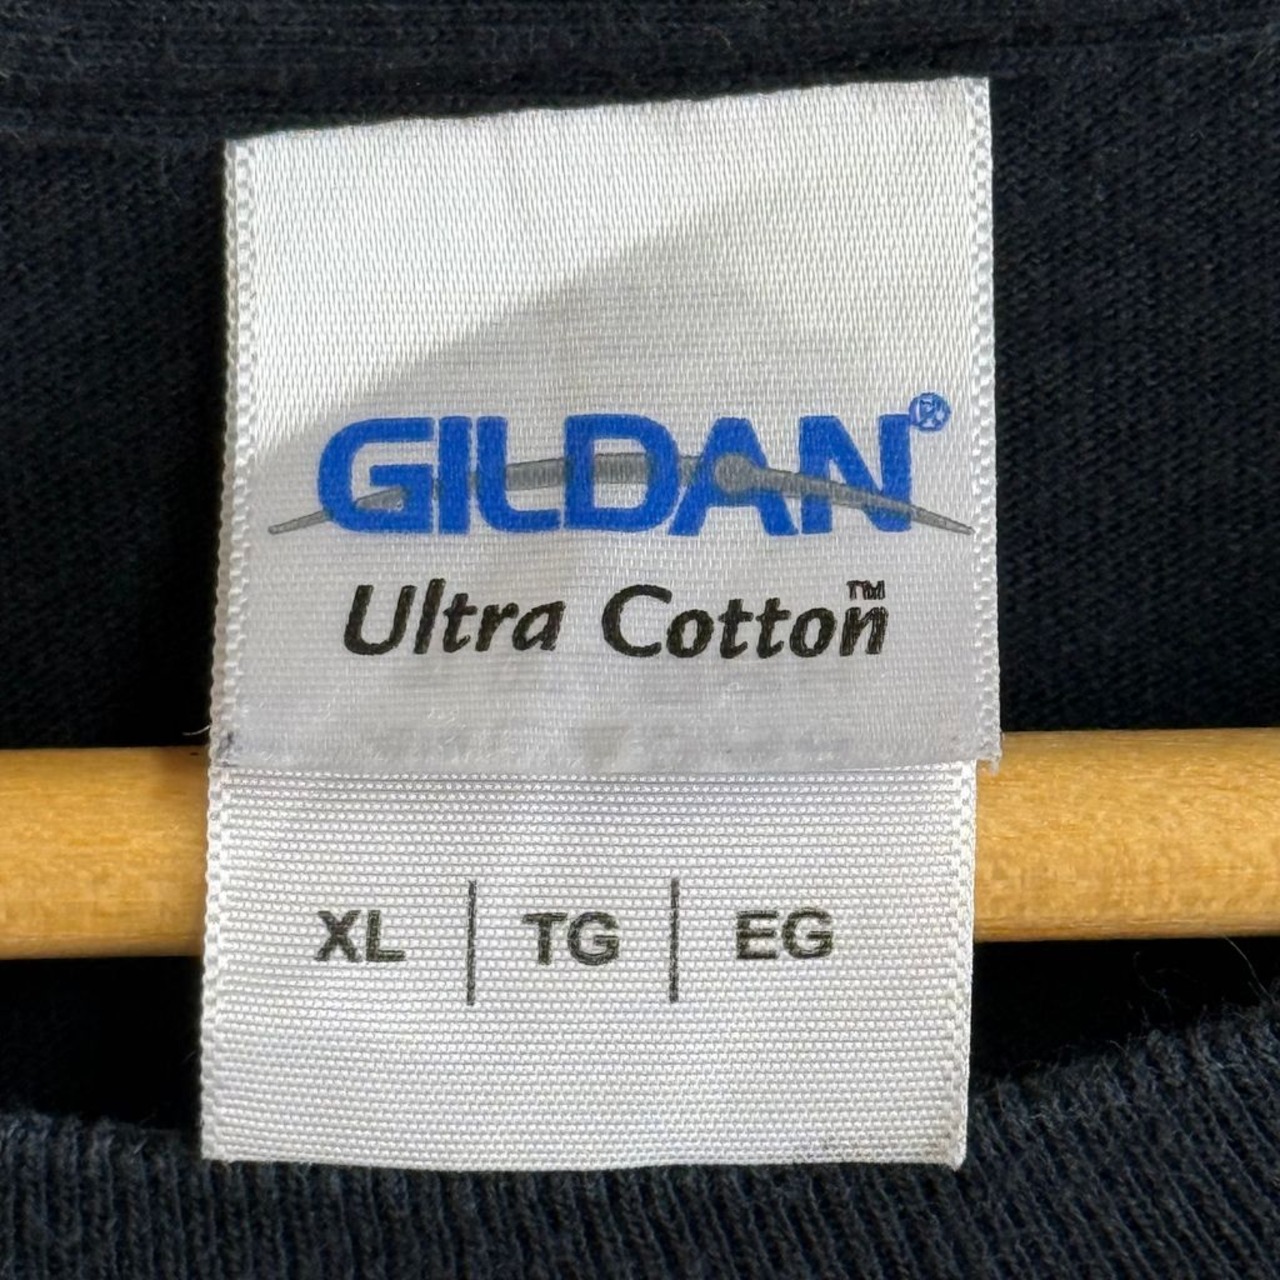 GILDAN®
Ultra Cotton™
XL | TG | EG